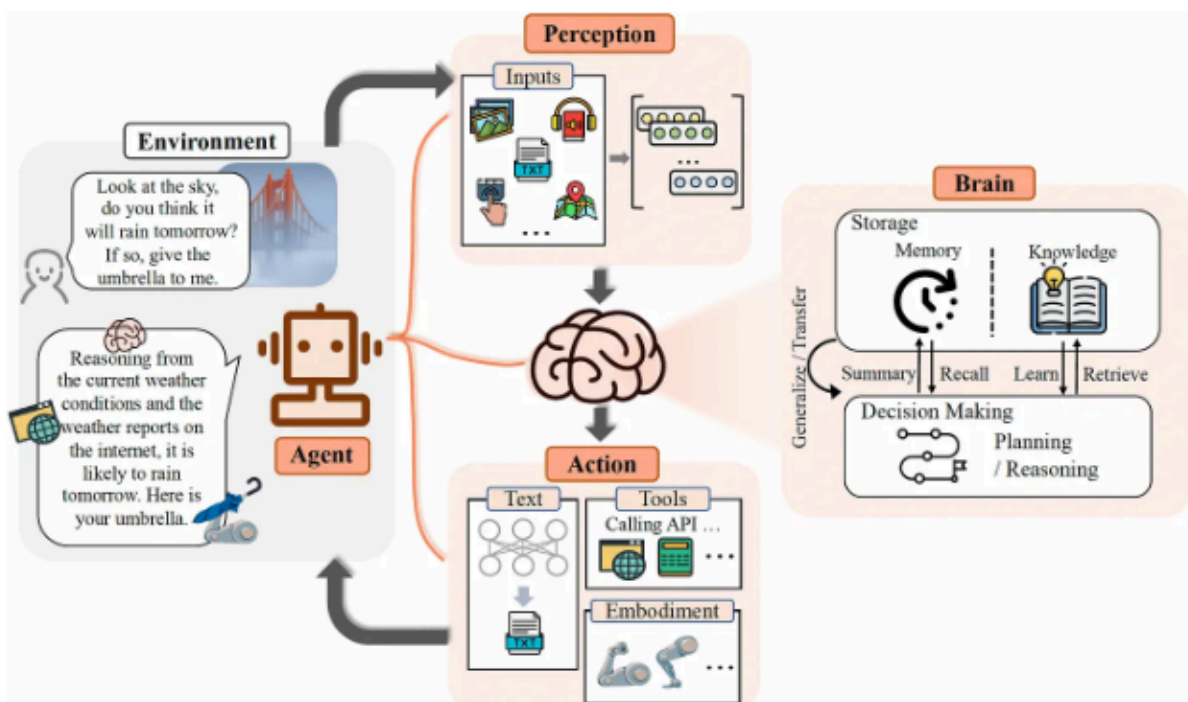 Perception
Inputs
TXT
...
...
Environment
Look at the sky,
do you think it
will rain tomorrow?
If so, give the
umbrella to me.
Reasoning from
the current weather
conditions and the
weather reports on
the internet, it is
likely to rain
tomorrow. Here is
your umbrella.
Agent
Action
Text
TXT
Tools
Calling API ...
...
Embodiment
...
Brain
Storage
Memory
Knowledge
Generalize / Transfer
Summary
Recall
Learn
Retrieve
Decision Making
Planning
/ Reasoning